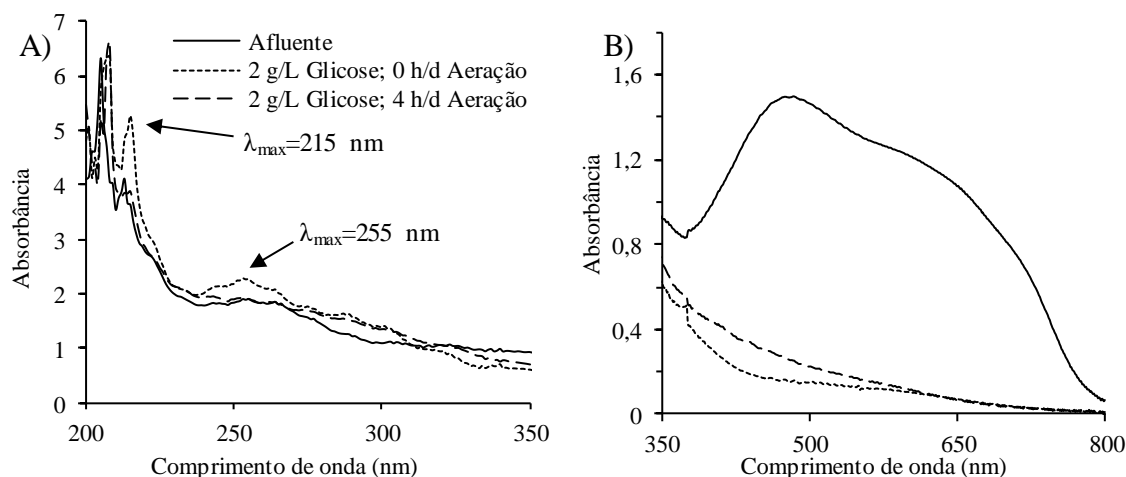 A)
7
6
5
4
3
2
1
0
Absorbância
Afluente
2 g/L Glicose; 0 h/d Aeração
2 g/L Glicose; 4 h/d Aeração
λmax=215 nm
λmax=255 nm
200 250 300 350
Comprimento de onda (nm)
B)
1,6
1,2
0,8
0,4
0
Absorbância
350 500 650 800
Comprimento de onda (nm)